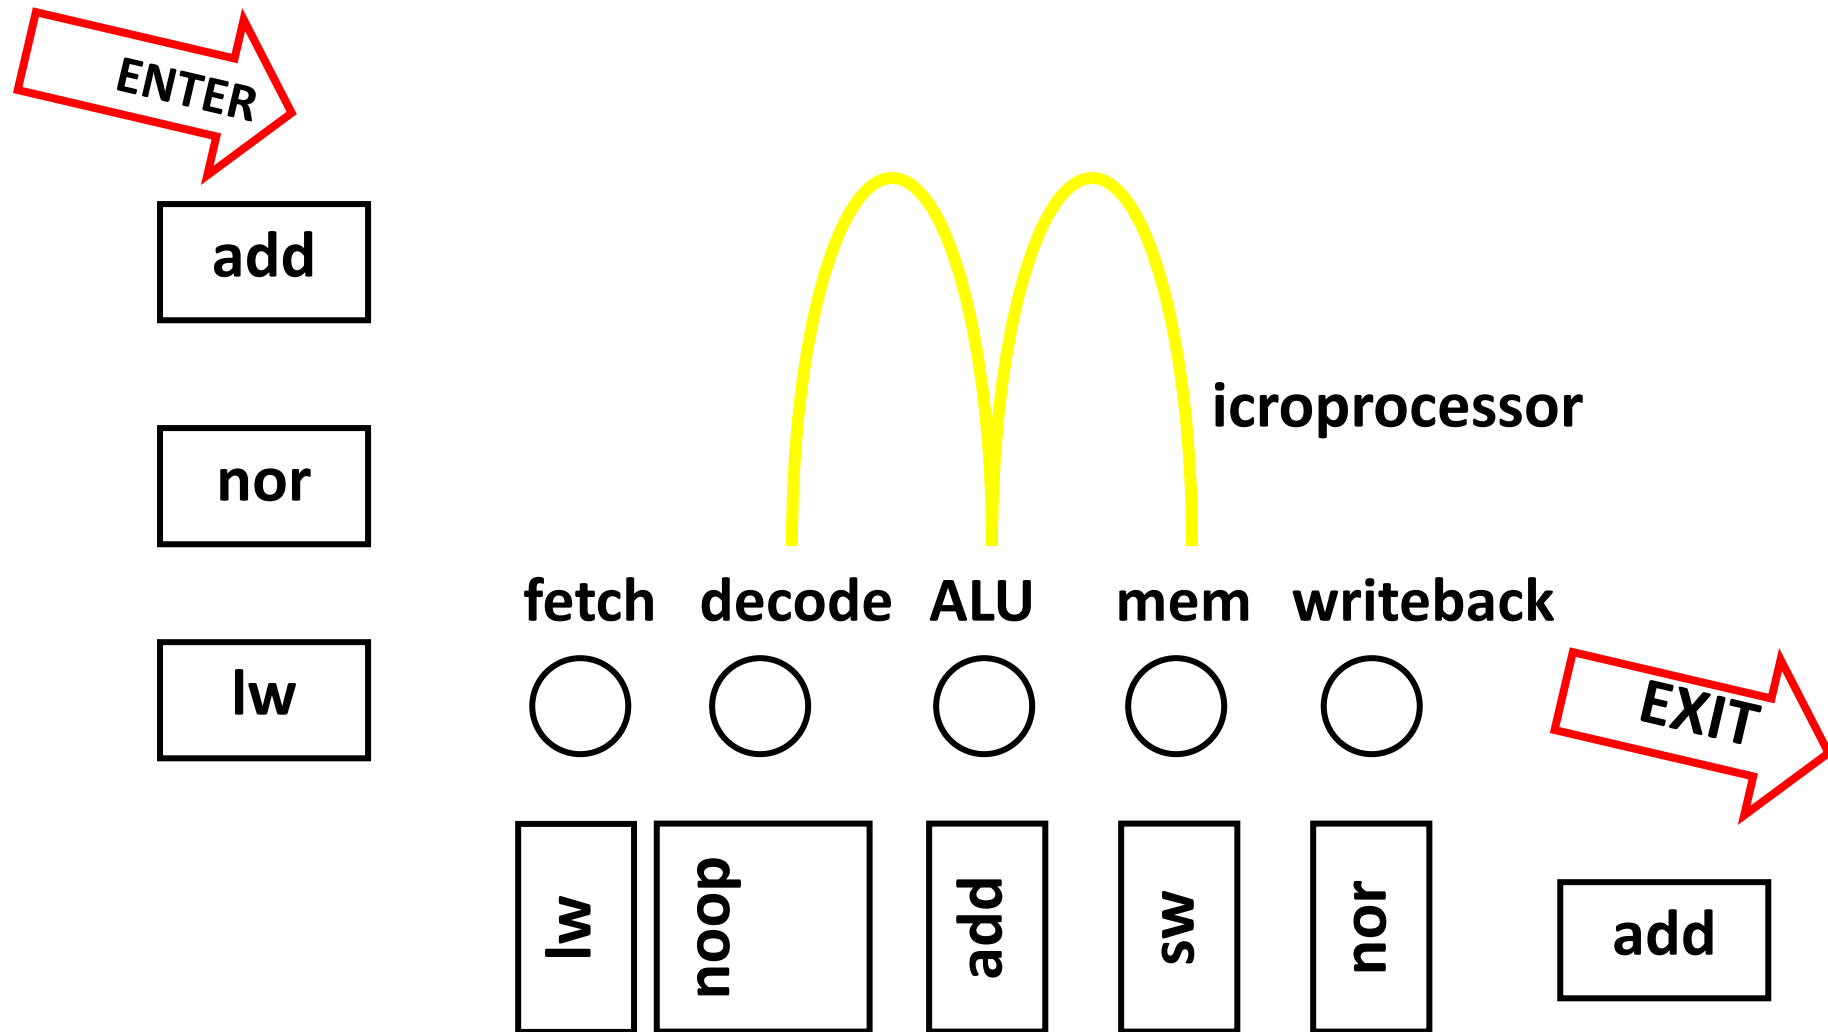 ENTER
add
nor
icroprocessor
fetch decode ALU mem writeback
lw
EXIT
lw
noop
add
sw
nor
add